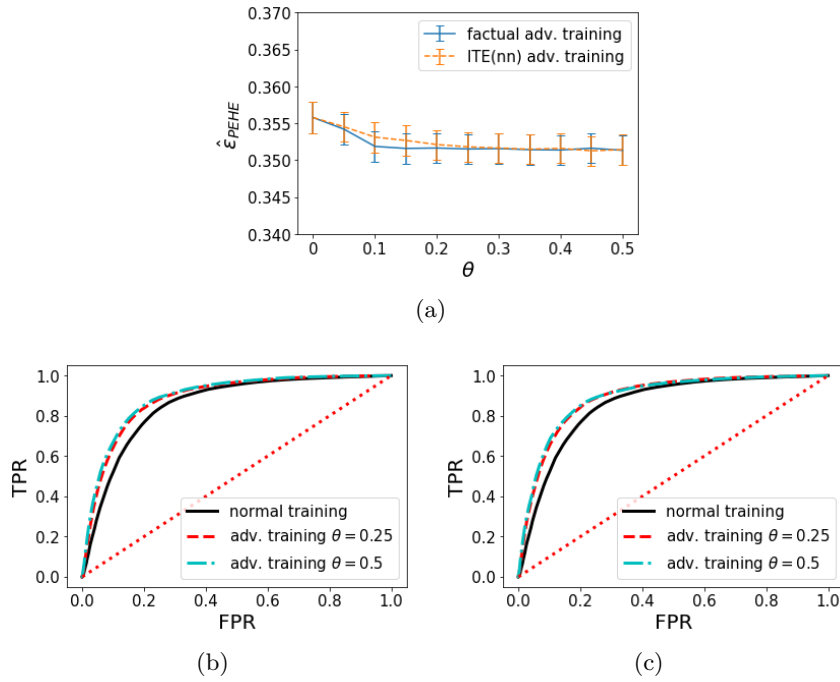 0.370
0.365
0.360
0.355
0.350
0.345
0.340
ε̂PEHE
factual adv. training
ITE(nn) adv. training
0 0.1 0.2 0.3 0.4 0.5
θ
(a)
1.0
0.8
0.6
0.4
0.2
0.0
TPR
normal training
adv. training θ = 0.25
adv. training θ = 0.5
0.0 0.2 0.4 0.6 0.8 1.0
FPR
(b)
1.0
0.8
0.6
0.4
0.2
0.0
TPR
normal training
adv. training θ = 0.25
adv. training θ = 0.5
0.0 0.2 0.4 0.6 0.8 1.0
FPR
(c)